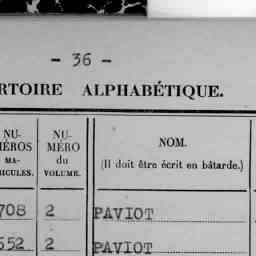 - 36 -
RTOIRE ALPHABÉTIQUE.
NU-
MÉROS
MA-
RICULES.
NU-
MÉRO
du
VOLUME.
NOM.
(Il doit être écrit en bâtarde.)
708 2 PAVIOT
552 2 PAVIOT